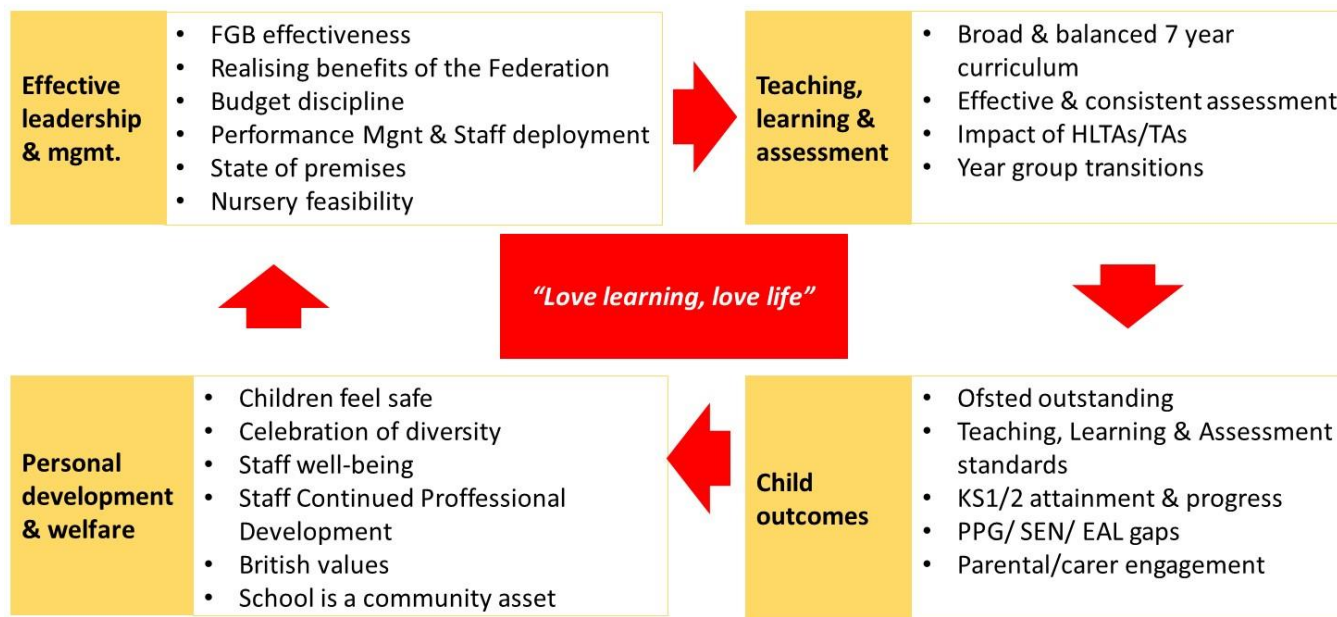 Effective
leadership
& mgmt.
• FGB effectiveness
• Realising benefits of the Federation
• Budget discipline
• Performance Mgnt & Staff deployment
• State of premises
• Nursery feasibility
Teaching,
learning &
assessment
• Broad & balanced 7 year
curriculum
• Effective & consistent assessment
• Impact of HLTAs/TAs
• Year group transitions
“Love learning, love life”
Personal
development
& welfare
• Children feel safe
• Celebration of diversity
• Staff well-being
• Staff Continued Proffessional
Development
• British values
• School is a community asset
Child
outcomes
• Ofsted outstanding
• Teaching, Learning & Assessment
standards
• KS1/2 attainment & progress
• PPG/ SEN/ EAL gaps
• Parental/carer engagement